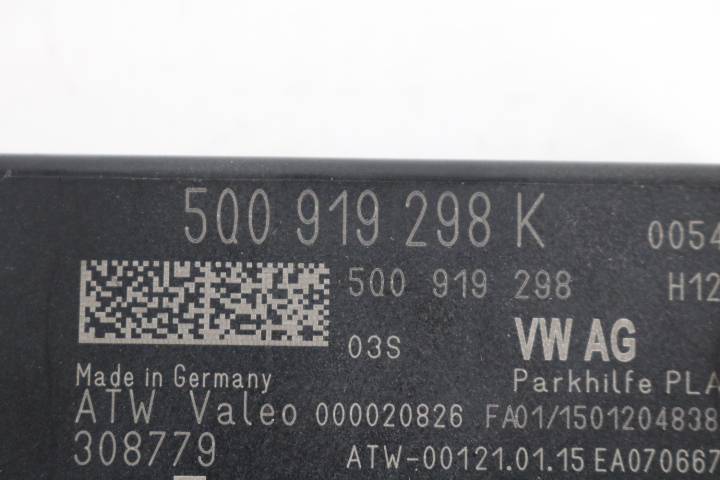 5Q0 919 298 K 0054
5Q0 919 298 H12
03S VW AG
Made in Germany Parkhilfe PLA
ATW Valeo 000020826 FA01/1501204838
308779 ATW-00121.01.15 EA070667